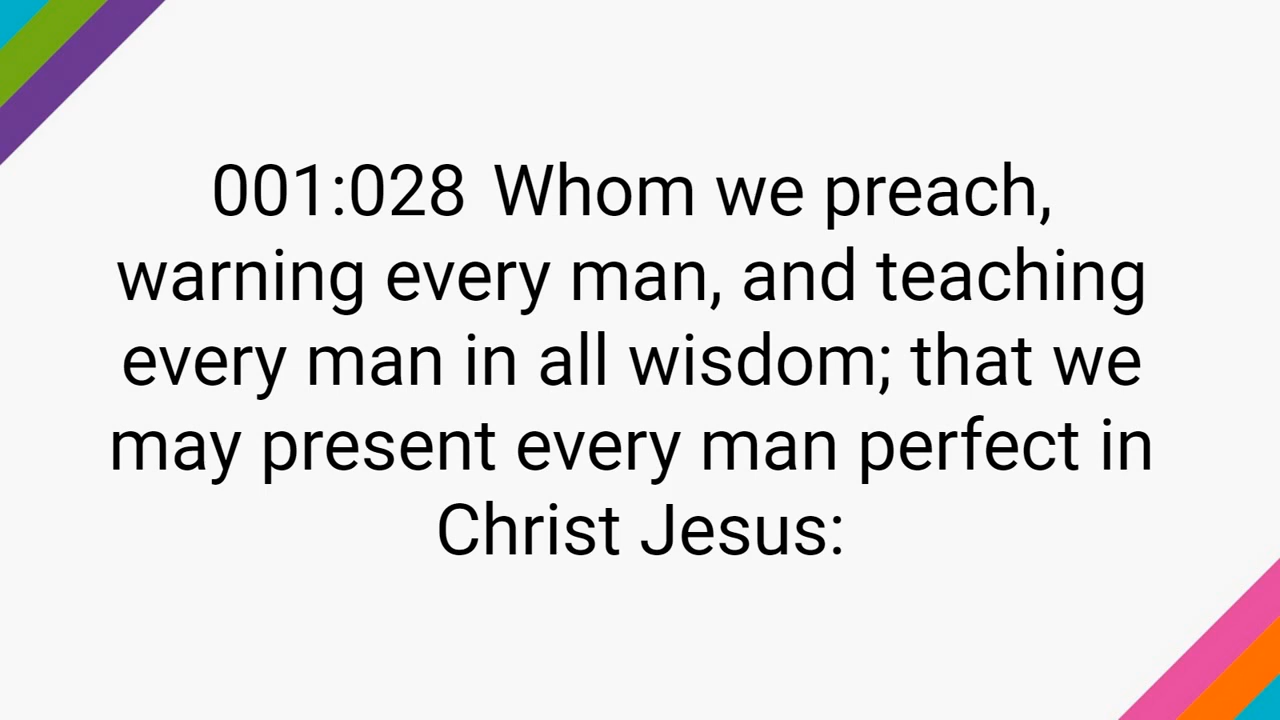 001:028 Whom we preach,
warning every man, and teaching
every man in all wisdom; that we
may present every man perfect in
Christ Jesus: